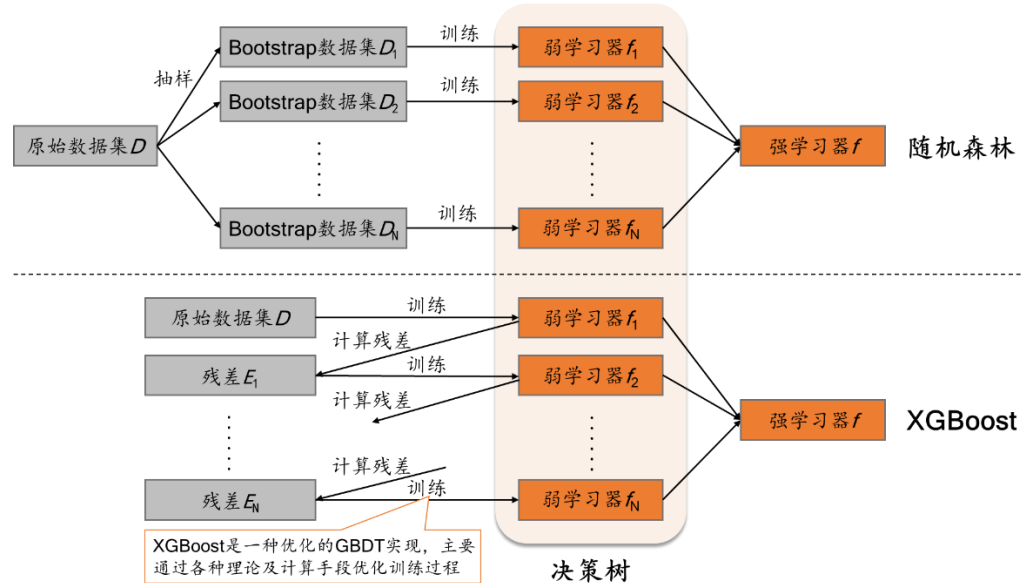 Bootstrap数据集D1
训练
弱学习器f1
抽样
Bootstrap数据集D2
训练
弱学习器f2
原始数据集D
强学习器f
随机森林
Bootstrap数据集DN
训练
弱学习器fN
原始数据集D
训练
弱学习器f1
计算残差
残差E1
训练
弱学习器f2
计算残差
强学习器f
XGBoost
计算残差
残差EN
训练
弱学习器fN
XGBoost是一种优化的GBDT实现，主要
通过各种理论及计算手段优化训练过程
决策树